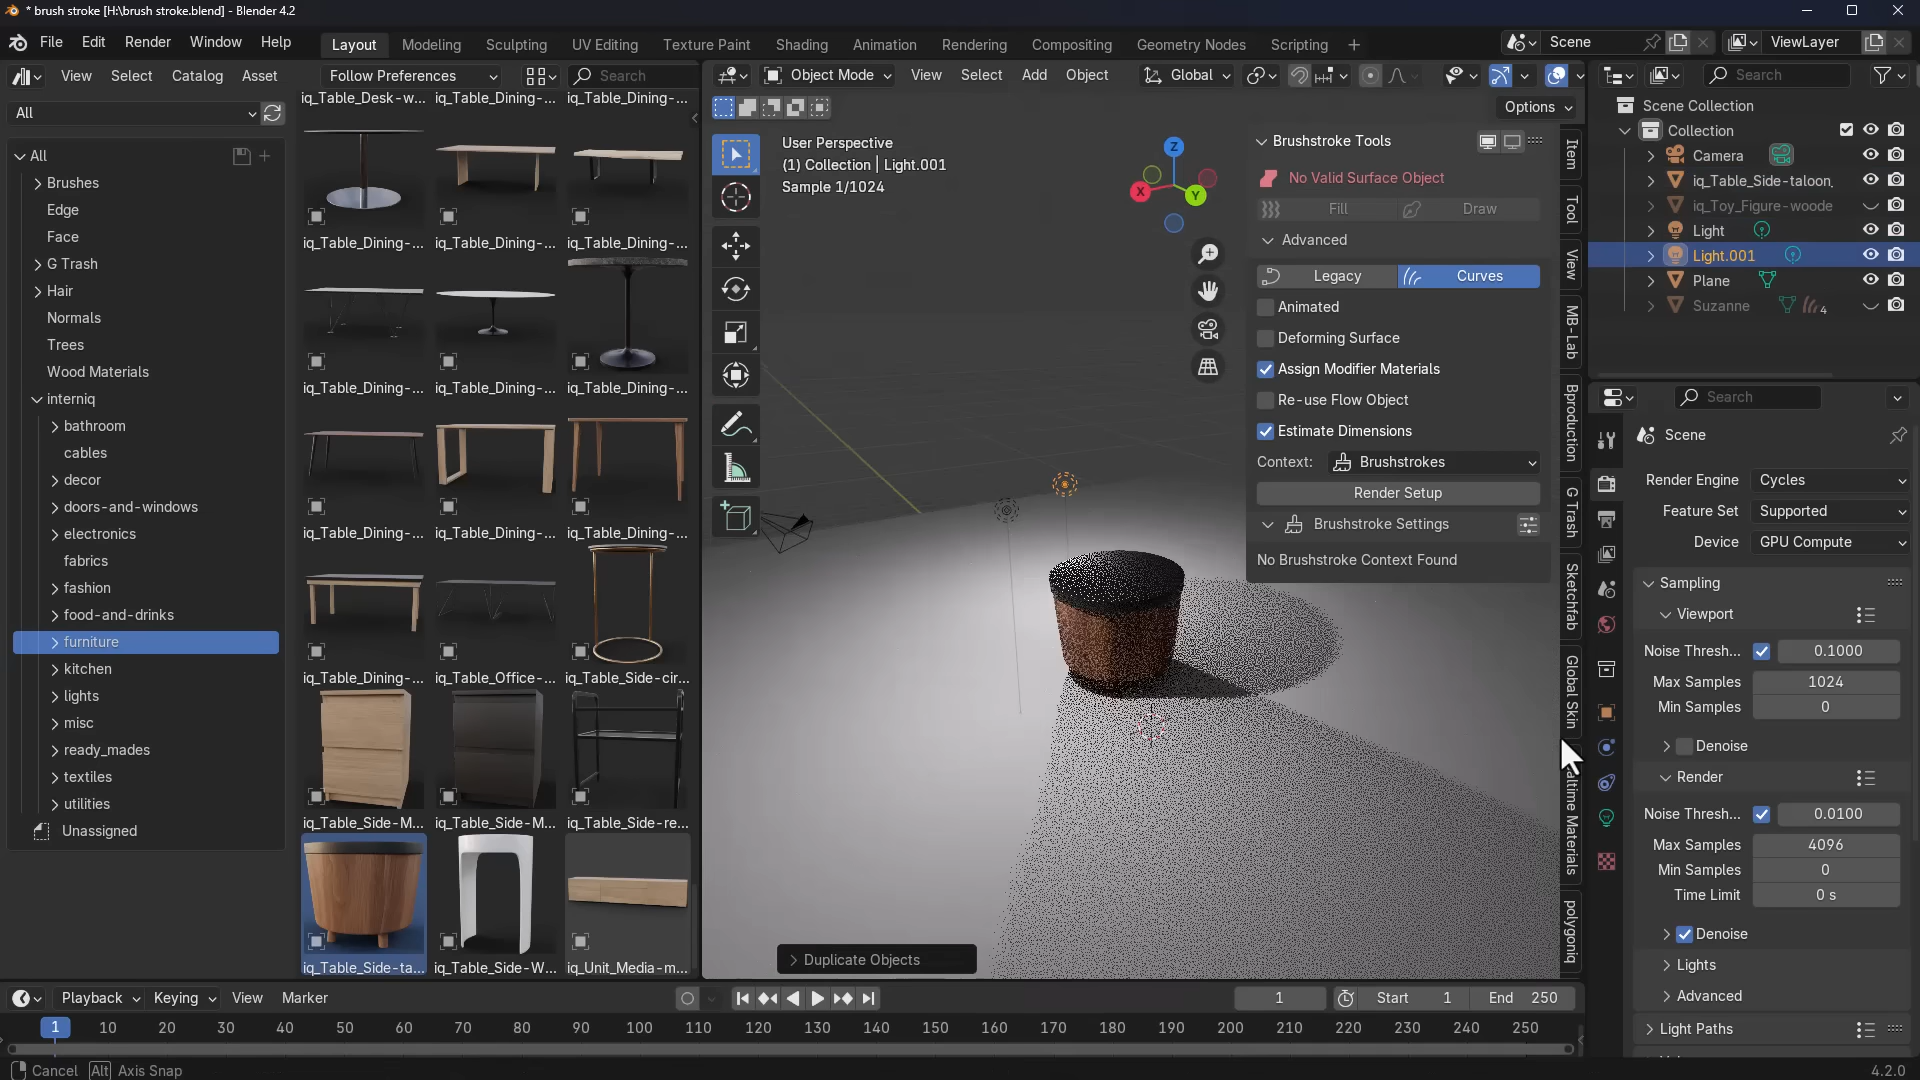 * brush stroke [H:\brush stroke.blend] - Blender 4.2
File Edit Render Window Help
Layout Modeling Sculpting UV Editing Texture Paint Shading Animation Rendering Compositing Geometry Nodes Scripting +
Scene ViewLayer
View Select Catalog Asset Follow Preferences Search
All
All
Brushes
Edge
Face
G Trash
Hair
Normals
Trees
Wood Materials
interniq
bathroom
cables
decor
doors-and-windows
electronics
fabrics
fashion
food-and-drinks
furniture
kitchen
lights
misc
ready_mades
textiles
utilities
Unassigned
iq_Table_Desk-w... iq_Table_Dining-... iq_Table_Dining-...
iq_Table_Dining-... iq_Table_Dining-... iq_Table_Dining-...
iq_Table_Dining-... iq_Table_Dining-... iq_Table_Dining-...
iq_Table_Dining-... iq_Table_Dining-... iq_Table_Dining-...
iq_Table_Dining-... iq_Table_Office-... iq_Table_Side-cir...
iq_Table_Side-M... iq_Table_Side-M... iq_Table_Side-re...
iq_Table_Side-ta... iq_Table_Side-W... iq_Unit_Media-m...
Object Mode View Select Add Object Global
Options
User Perspective
(1) Collection | Light.001
Sample 1/1024
Z
X
Y
Brushstroke Tools
No Valid Surface Object
Fill Draw
Advanced
Legacy Curves
Animated
Deforming Surface
Assign Modifier Materials
Re-use Flow Object
Estimate Dimensions
Context: Brushstrokes
Render Setup
Brushstroke Settings
No Brushstroke Context Found
Item
Tool
View
MB-Lab
Bproduction
G Trash
Sketchfab
Global Skin
altime Materials
polygoniq
Duplicate Objects
Search
Scene Collection
Collection
Camera
iq_Table_Side-taloon_
iq_Toy_Figure-woode
Light
Light.001
Plane
Suzanne 4
Search
Scene
Render Engine Cycles
Feature Set Supported
Device GPU Compute
Sampling
Viewport
Noise Thresh... 0.1000
Max Samples 1024
Min Samples 0
Denoise
Render
Noise Thresh... 0.0100
Max Samples 4096
Min Samples 0
Time Limit 0 s
Denoise
Lights
Advanced
Light Paths
Playback Keying View Marker
1 Start 1 End 250
1 10 20 30 40 50 60 70 80 90 100 110 120 130 140 150 160 170 180 190 200 210 220 230 240 250
Cancel Alt Axis Snap
4.2.0